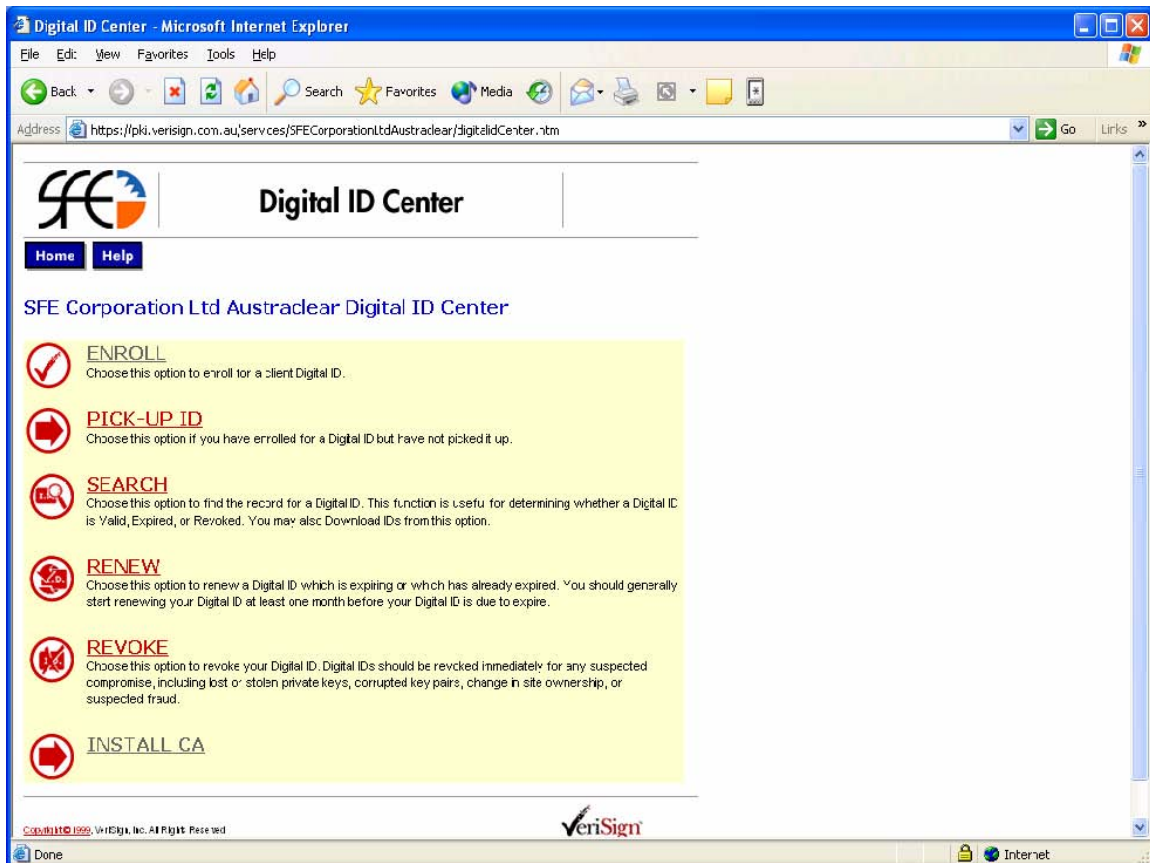 Digital ID Center - Microsoft Internet Explorer
File Edit View Favorites Tools Help
Back Search Favorites Media
Address https://pki.verisign.com.au/services/SFECorporationLtdAustraclear/digitalidCenter.htm Go Links »
SFE Digital ID Center
Home Help
SFE Corporation Ltd Austraclear Digital ID Center
ENROLL
Choose this option to enroll for a client Digital ID.
PICK-UP ID
Choose this option if you have enrolled for a Digital ID but have not picked it up.
SEARCH
Choose this option to find the record for a Digital ID. This function is useful for determining whether a Digital ID
is Valid, Expired, or Revoked. You may also Download IDs from this option.
RENEW
Choose this option to renew a Digital ID which is expiring or which has already expired. You should generally
start renewing your Digital ID at least one month before your Digital ID is due to expire.
REVOKE
Choose this option to revoke your Digital ID. Digital IDs should be revoked immediately for any suspected
compromise, including lost or stolen private keys, corrupted key pairs, change in site ownership, or
suspected fraud.
INSTALL CA
Copyright © 1999, VeriSign, Inc. All Rights Reserved
VeriSign
Done Internet